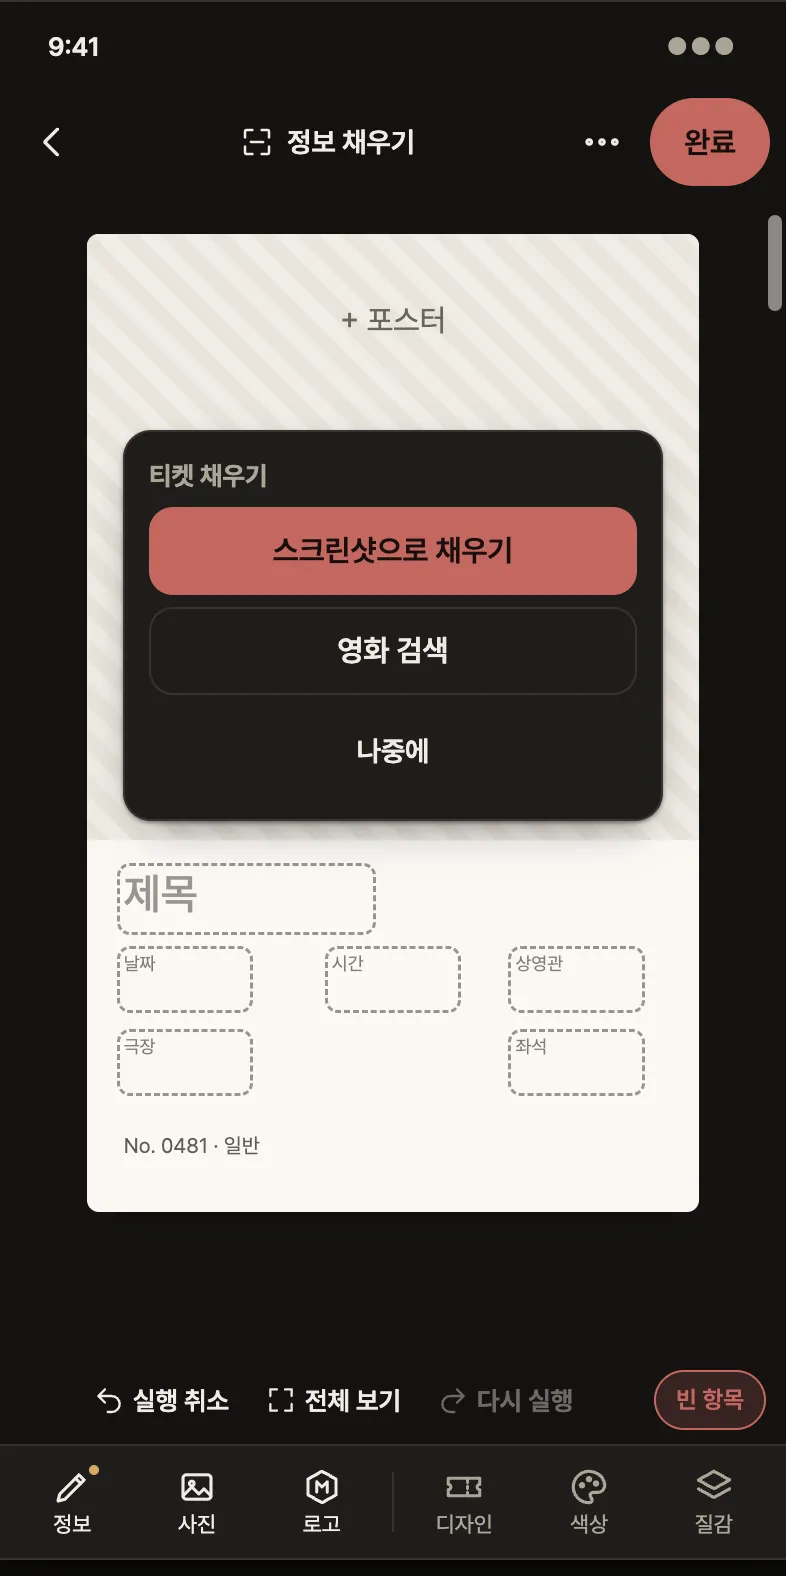 9:41
정보 채우기
완료
+ 포스터
티켓 채우기
스크린샷으로 채우기
영화 검색
나중에
제목
날짜 시간 상영관
극장 좌석
No. 0481 · 일반
실행 취소 전체 보기 다시 실행 빈 항목
정보 사진 로고 디자인 색상 질감